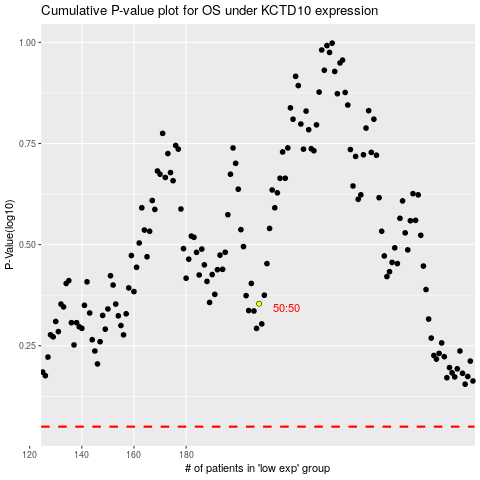 Cumulative P-value plot for OS under KCTD10 expression
P-Value(log10)
1.00
0.75
0.50
0.25
50:50
120 140 160 180
# of patients in 'low exp' group